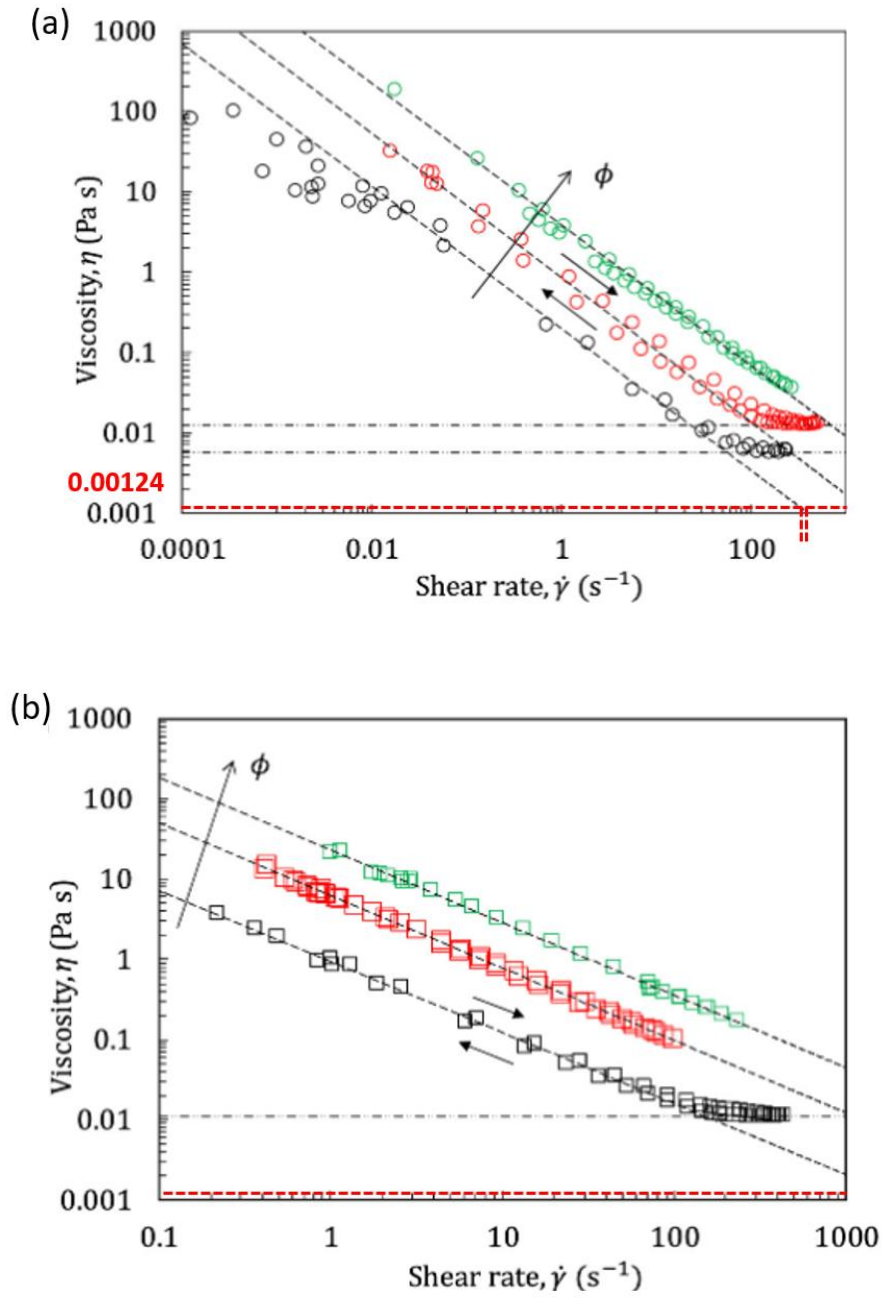 (a)
1000
100
10
1
0.1
0.01
0.00124
0.001
0.0001 0.01 1 100
Viscosity, η (Pa s)
Shear rate, γ̇ (s⁻¹)
ϕ
(b)
1000
100
10
1
0.1
0.01
0.001
0.1 1 10 100 1000
Viscosity, η (Pa s)
Shear rate, γ̇ (s⁻¹)
ϕ